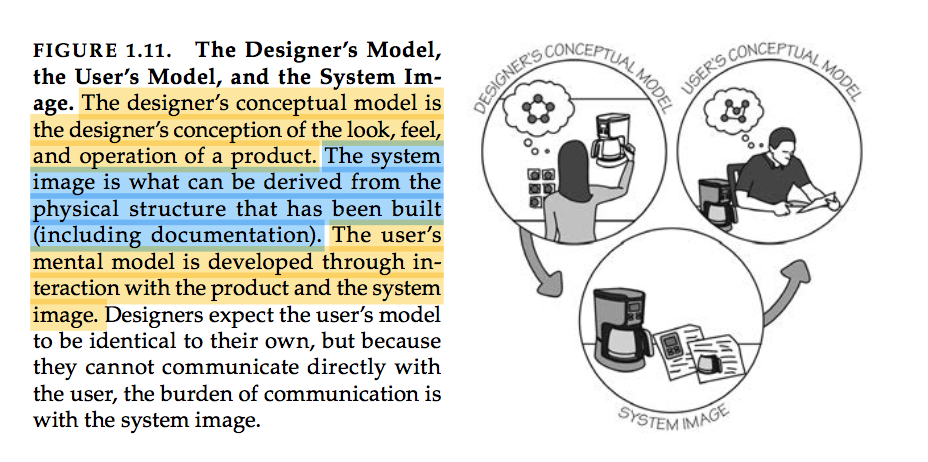 FIGURE 1.11. The Designer’s Model,
the User’s Model, and the System Im-
age. The designer’s conceptual model is
the designer’s conception of the look, feel,
and operation of a product. The system
image is what can be derived from the
physical structure that has been built
(including documentation). The user’s
mental model is developed through in-
teraction with the product and the system
image. Designers expect the user’s model
to be identical to their own, but because
they cannot communicate directly with
the user, the burden of communication is
with the system image.
DESIGNER’S CONCEPTUAL MODEL
USER’S CONCEPTUAL MODEL
SYSTEM IMAGE